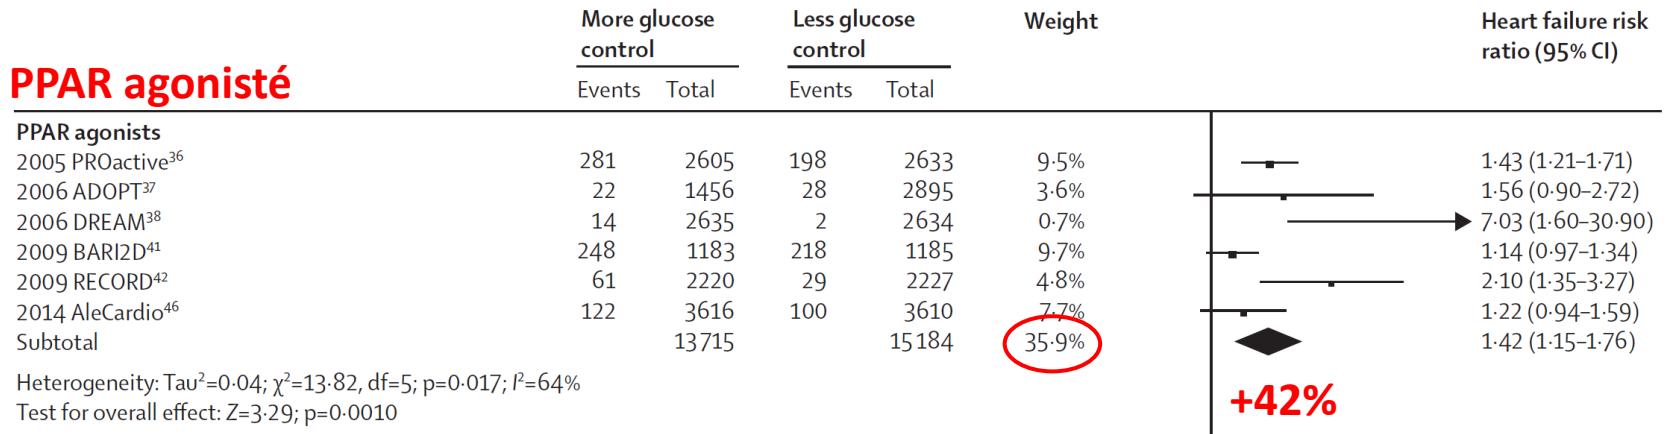 More glucose control Less glucose control Weight Heart failure risk ratio (95% CI)
PPAR agonisté
Events Total Events Total
PPAR agonists
2005 PROactive³⁶ 281 2605 198 2633 9·5% 1·43 (1·21–1·71)
2006 ADOPT³⁷ 22 1456 28 2895 3·6% 1·56 (0·90–2·72)
2006 DREAM³⁸ 14 2635 2 2634 0·7% 7·03 (1·60–30·90)
2009 BARI2D⁴¹ 248 1183 218 1185 9·7% 1·14 (0·97–1·34)
2009 RECORD⁴² 61 2220 29 2227 4·8% 2·10 (1·35–3·27)
2014 AleCardio⁴⁶ 122 3616 100 3610 7·7% 1·22 (0·94–1·59)
Subtotal 13715 15184 35·9% 1·42 (1·15–1·76)
Heterogeneity: Tau²=0·04; χ²=13·82, df=5; p=0·017; I²=64%
+42%
Test for overall effect: Z=3·29; p=0·0010